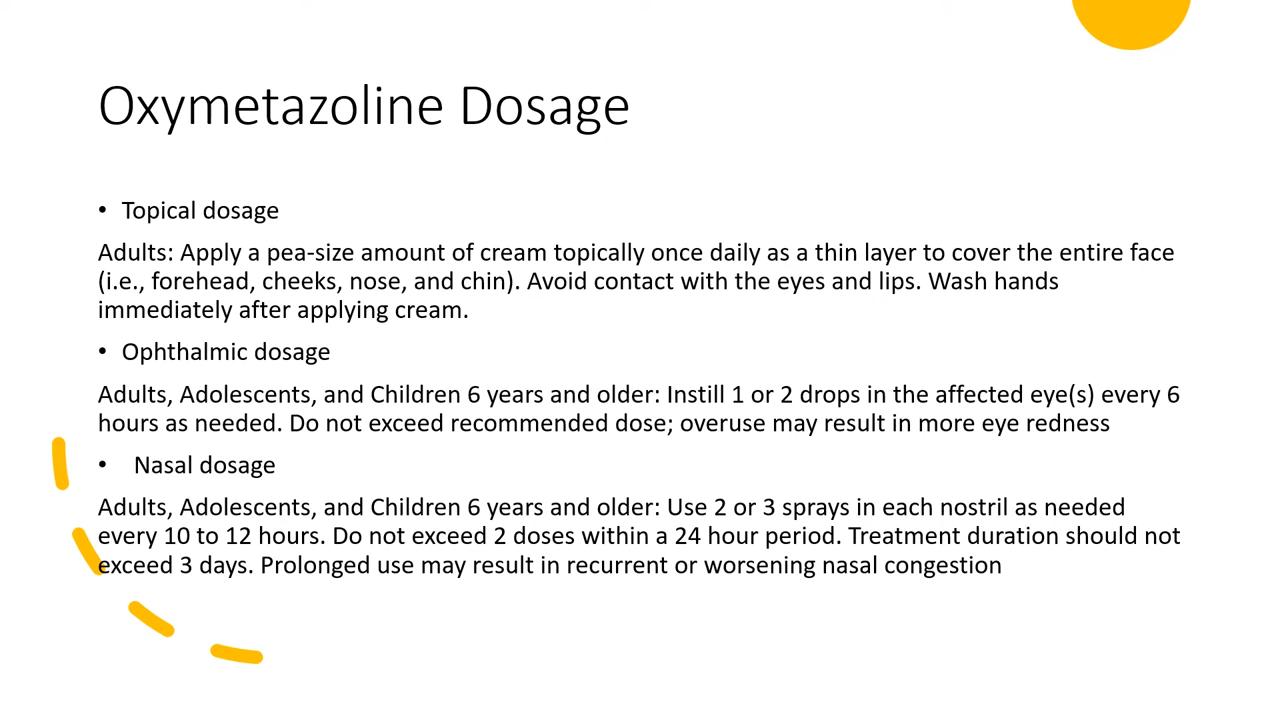 Oxymetazoline Dosage
• Topical dosage
Adults: Apply a pea-size amount of cream topically once daily as a thin layer to cover the entire face
(i.e., forehead, cheeks, nose, and chin). Avoid contact with the eyes and lips. Wash hands
immediately after applying cream.
• Ophthalmic dosage
Adults, Adolescents, and Children 6 years and older: Instill 1 or 2 drops in the affected eye(s) every 6
hours as needed. Do not exceed recommended dose; overuse may result in more eye redness
• Nasal dosage
Adults, Adolescents, and Children 6 years and older: Use 2 or 3 sprays in each nostril as needed
every 10 to 12 hours. Do not exceed 2 doses within a 24 hour period. Treatment duration should not
exceed 3 days. Prolonged use may result in recurrent or worsening nasal congestion